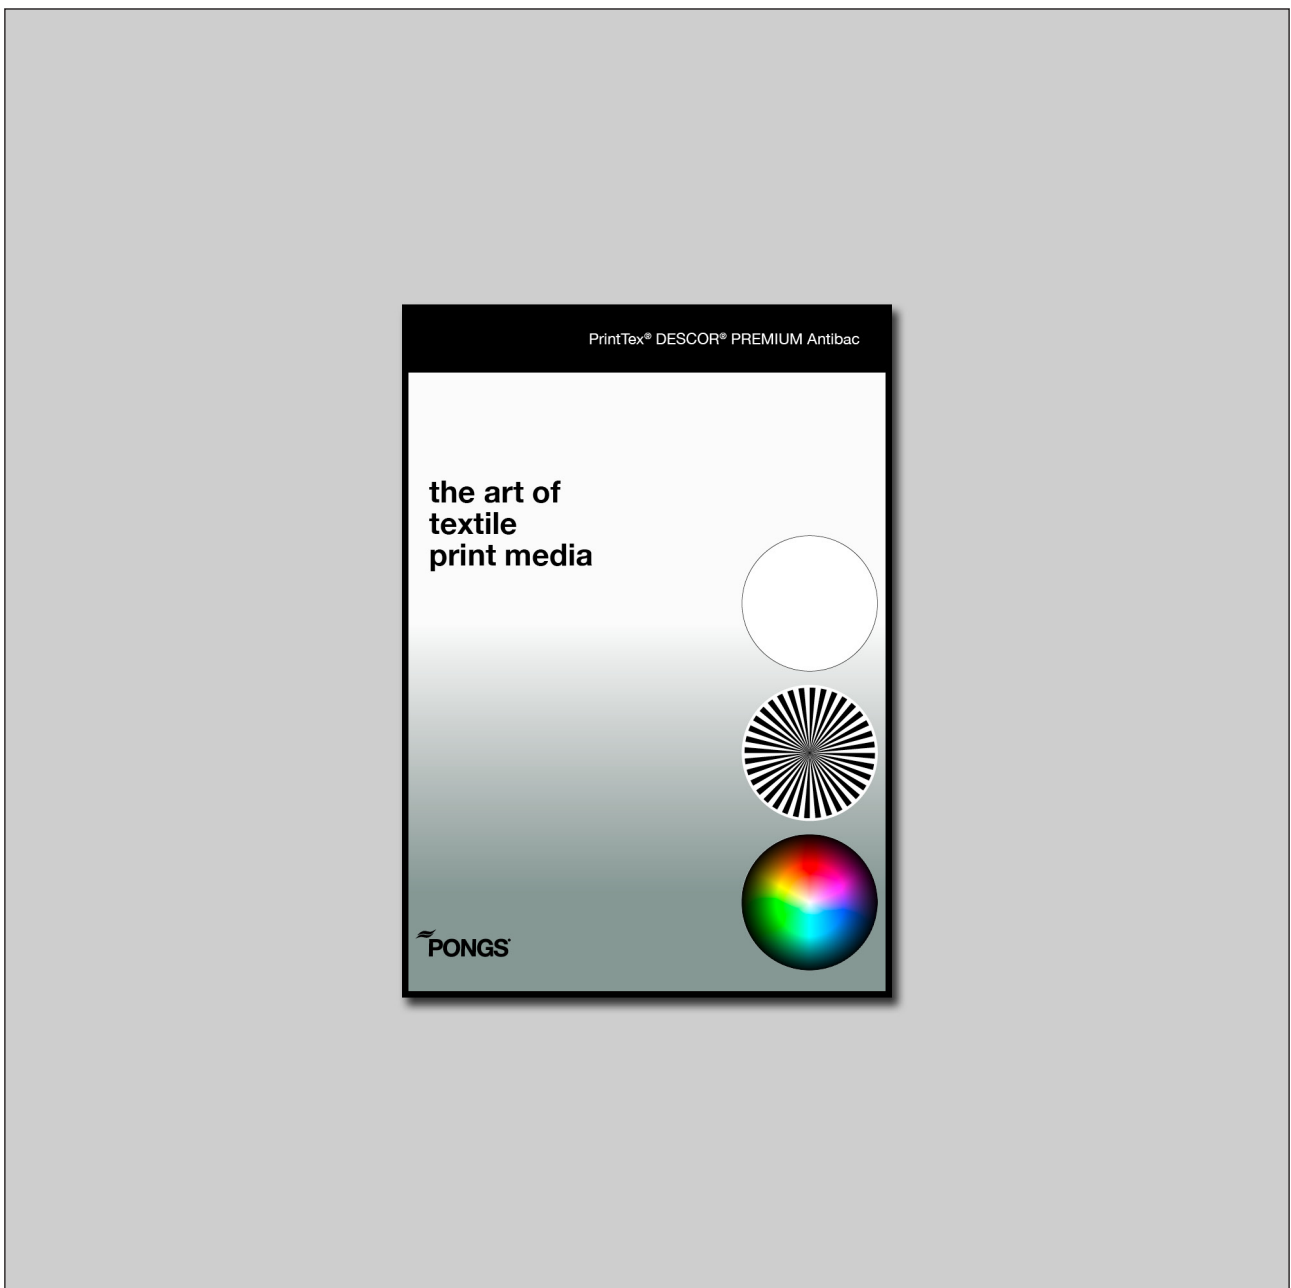 PrintTex® DESCOR® PREMIUM Antibac
the art of
textile
print media
PONGS®